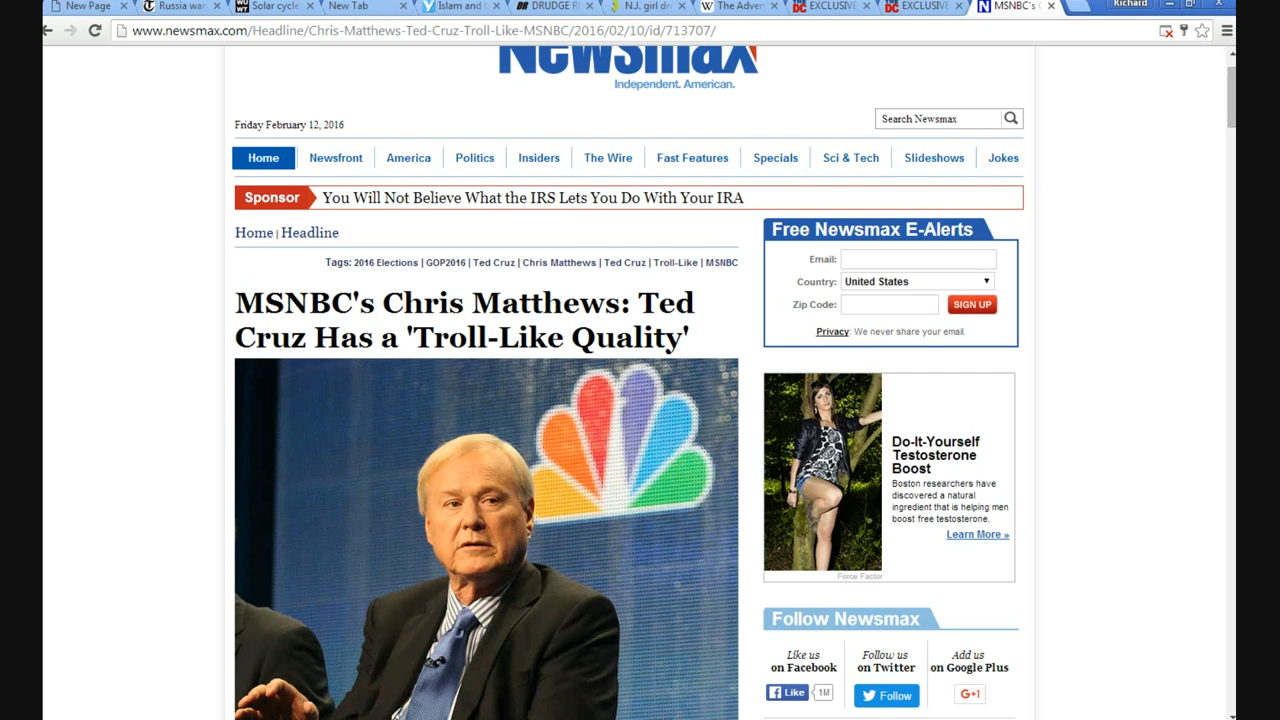 New Page
Russia wa
Solar cycle
New Tab
Islam and t
DRUDGE R
N.J. girl dr
The Adven
EXCLUSIVE
EXCLUSIVE
MSNBC's C
Richard
www.newsmax.com/Headline/Chris-Matthews-Ted-Cruz-Troll-Like-MSNBC/2016/02/10/id/713707/
Newsmax
Independent. American.
Friday February 12, 2016
Search Newsmax
Home Newsfront America Politics Insiders The Wire Fast Features Specials Sci & Tech Slideshows Jokes
Sponsor You Will Not Believe What the IRS Lets You Do With Your IRA
Home | Headline
Tags: 2016 Elections | GOP2016 | Ted Cruz | Chris Matthews | Ted Cruz | Troll-Like | MSNBC
MSNBC's Chris Matthews: Ted
Cruz Has a 'Troll-Like Quality'
Free Newsmax E-Alerts
Email:
Country: United States
Zip Code: SIGN UP
Privacy: We never share your email.
Do-It-Yourself
Testosterone
Boost
Boston researchers have
discovered a natural
ingredient that is helping men
boost free testosterone.
Learn More »
Force Factor
Follow Newsmax
Like us
on Facebook
Like 1M
Follow us
on Twitter
Follow
Add us
on Google Plus
G+1